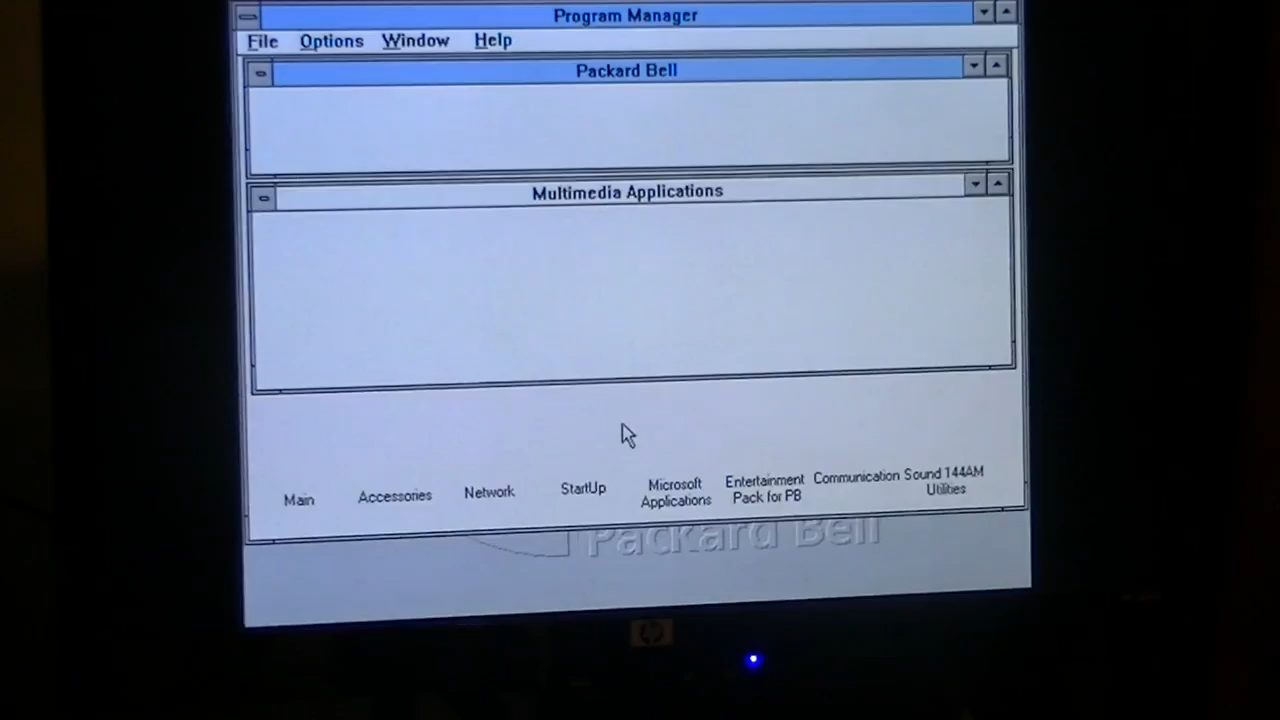 Program Manager
File Options Window Help
Packard Bell
Multimedia Applications
Main
Accessories
Network
StartUp
Microsoft
Applications
Entertainment
Pack for PB
Communication
Sound 144AM
Utilities
Packard Bell
hp